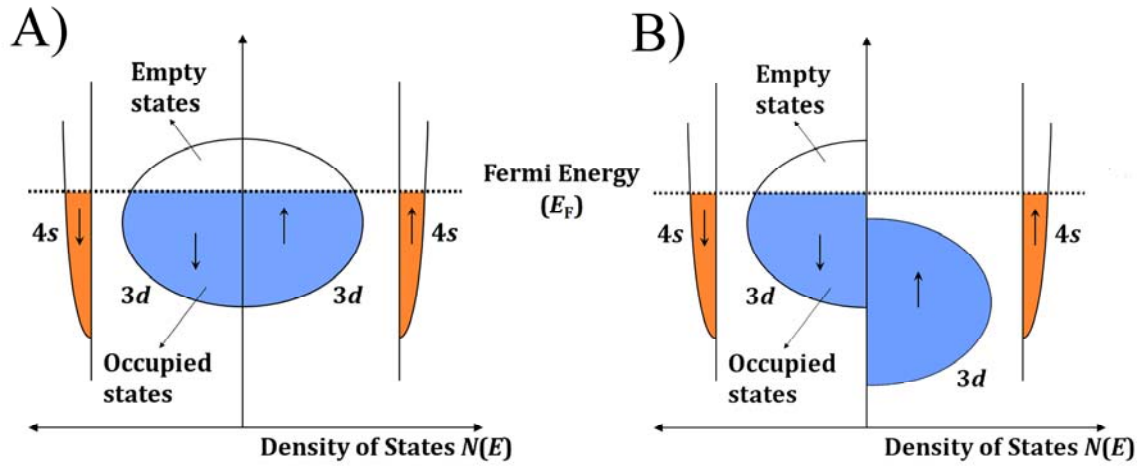 A)
Empty
states
4s
3d
3d
4s
Occupied
states
Density of States N(E)
Fermi Energy
(E_F)
B)
Empty
states
4s
3d
4s
Occupied
states
3d
Density of States N(E)